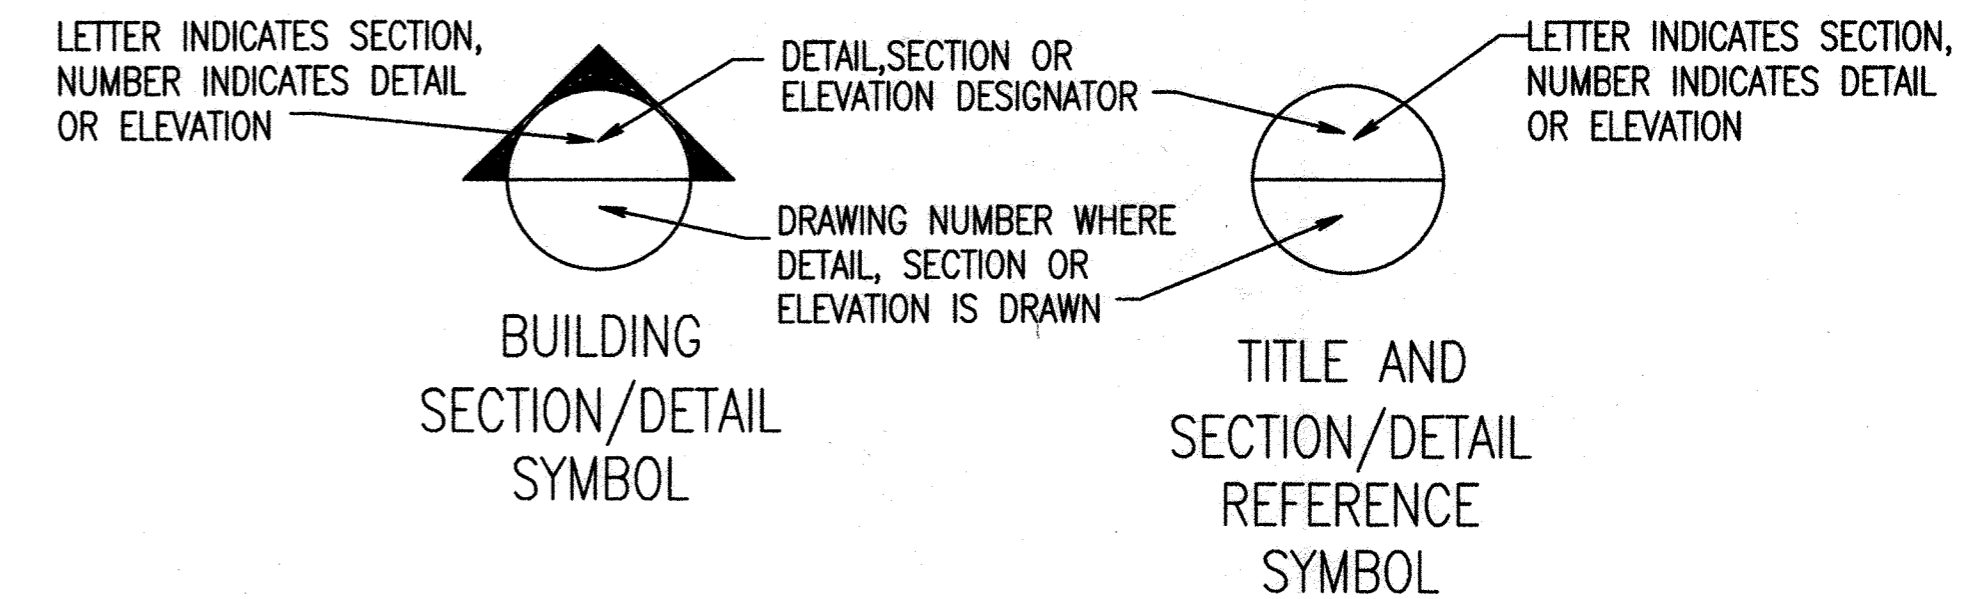 LETTER INDICATES SECTION,
NUMBER INDICATES DETAIL
OR ELEVATION
DETAIL,SECTION OR
ELEVATION DESIGNATOR
LETTER INDICATES SECTION,
NUMBER INDICATES DETAIL
OR ELEVATION
DRAWING NUMBER WHERE
DETAIL, SECTION OR
ELEVATION IS DRAWN
BUILDING
SECTION/DETAIL
SYMBOL
TITLE AND
SECTION/DETAIL
REFERENCE
SYMBOL